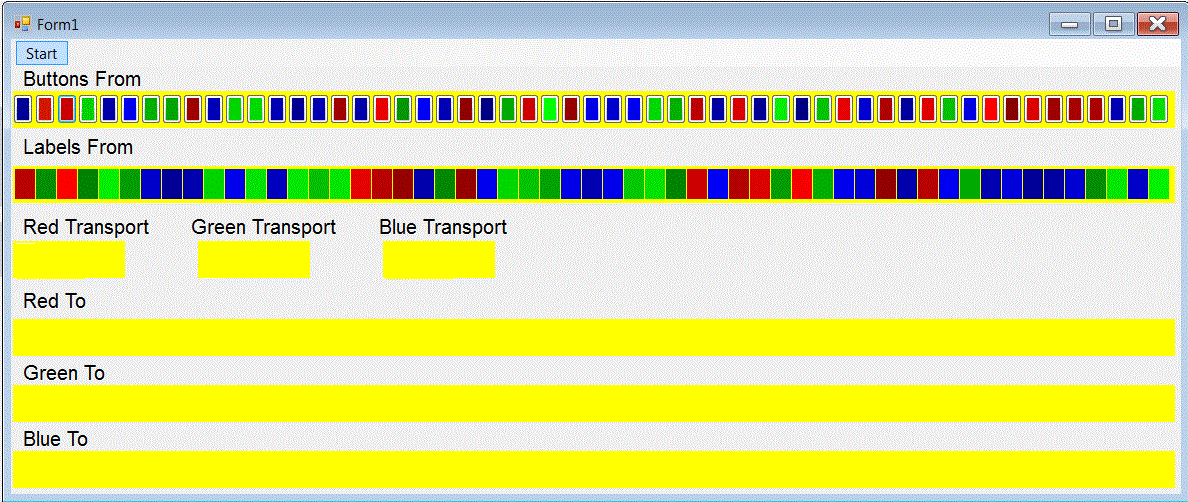 Form1
Start
Buttons From
Labels From
Red Transport Green Transport Blue Transport
Red To
Green To
Blue To